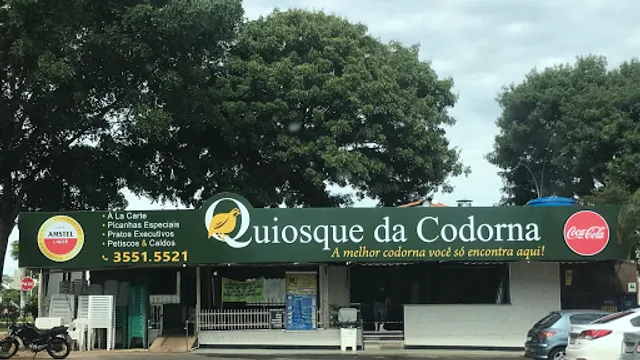 AMSTEL
LAGER
• À La Carte
• Picanhas Especiais
• Pratos Executivos
• Petiscos & Caldos
3551.5521
Quiosque da Codorna
A melhor codorna você só encontra aqui!
Coca-Cola
PARE